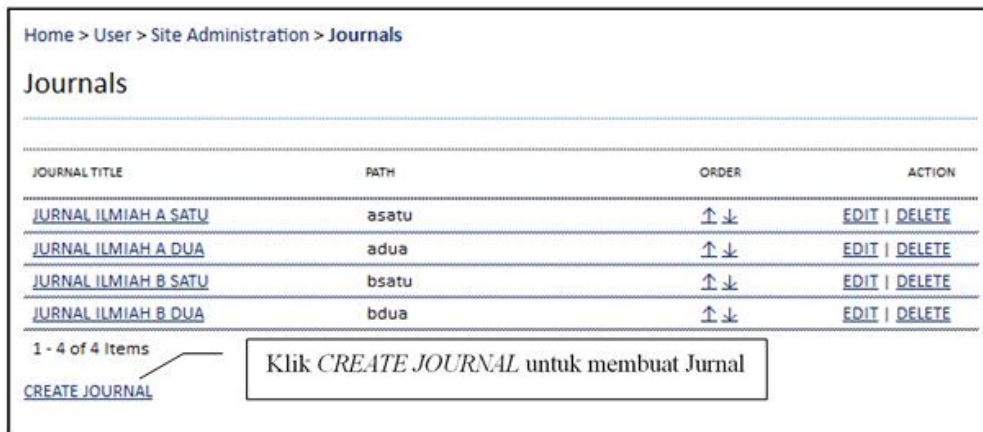 Home > User > Site Administration > Journals
Journals
JOURNAL TITLE PATH ORDER ACTION
JURNAL ILMIAH A SATU asatu ↑ ↓ EDIT | DELETE
JURNAL ILMIAH A DUA adua ↑ ↓ EDIT | DELETE
JURNAL ILMIAH B SATU bsatu ↑ ↓ EDIT | DELETE
JURNAL ILMIAH B DUA bdua ↑ ↓ EDIT | DELETE
1 - 4 of 4 Items
Klik CREATE JOURNAL untuk membuat Jurnal
CREATE JOURNAL